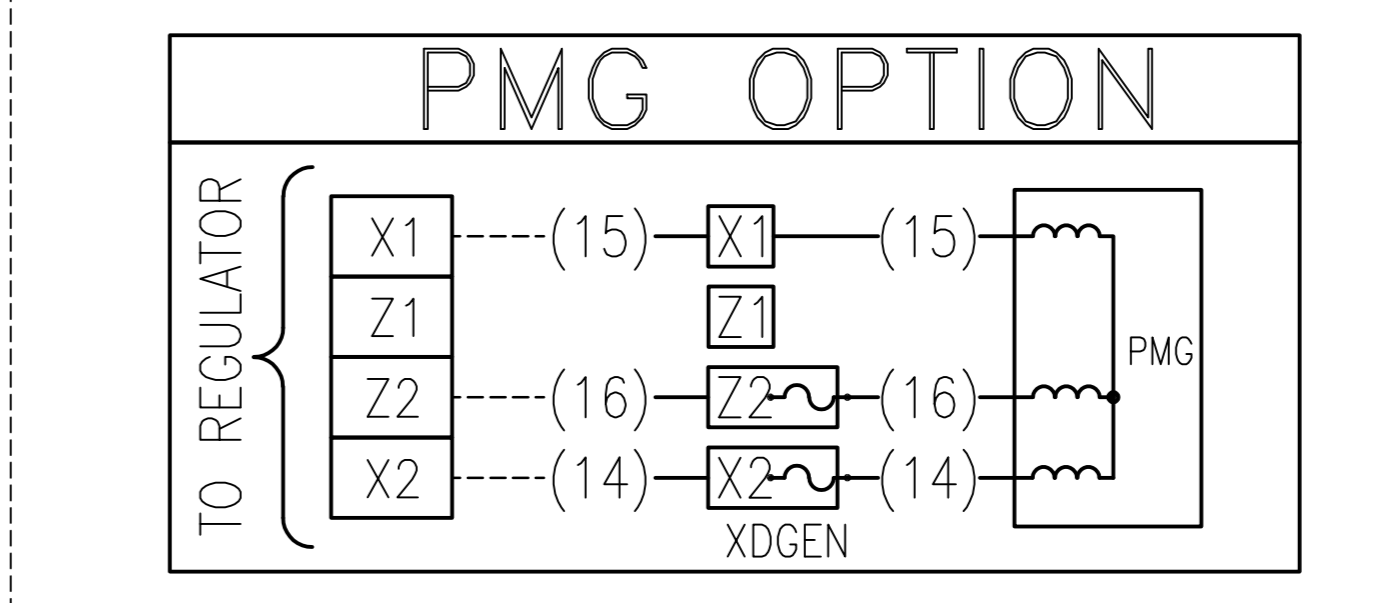 PMG OPTION
TO REGULATOR
X1 (15) X1 (15)
Z1 Z1
PMG
Z2 (16) Z2 (16)
X2 (14) X2 (14)
XDGEN